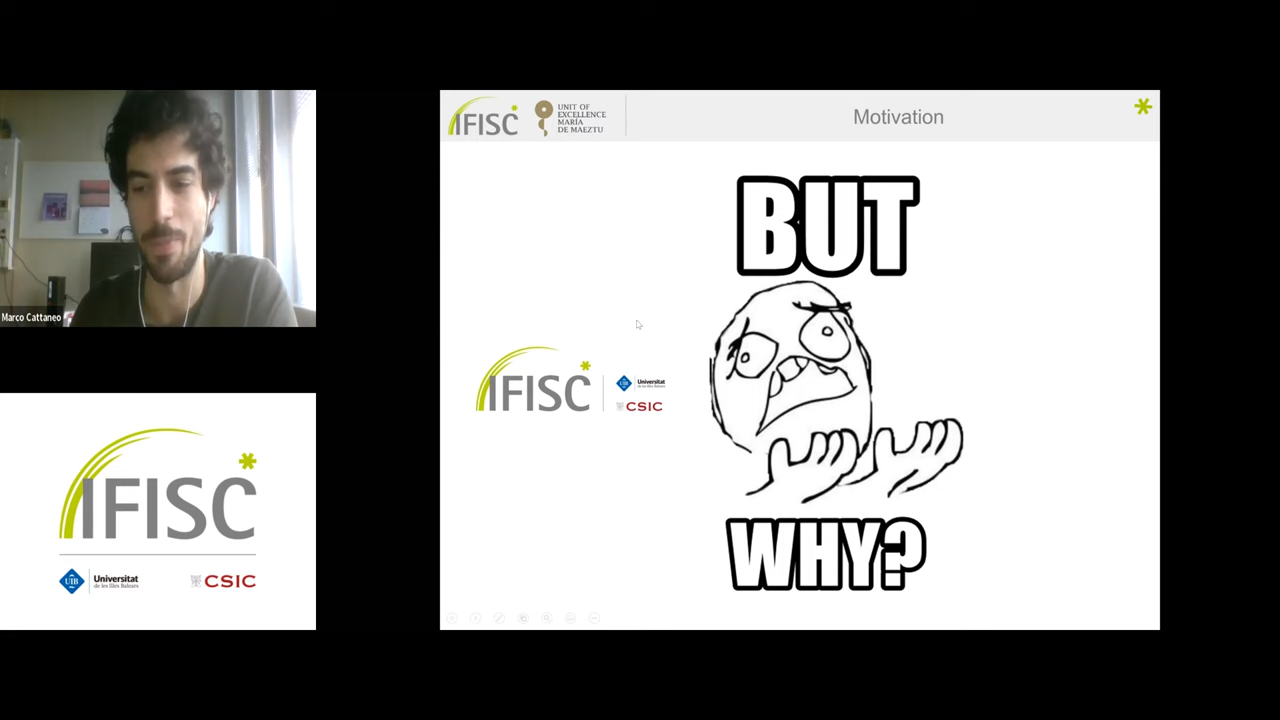 Marco Cattaneo
IFISC
UIB
Universitat
de les Illes Balears
CSIC
IFISC
UNIT OF
EXCELLENCE
MARÍA
DE MAEZTU
Motivation
BUT
IFISC
UIB
Universitat
de les Illes Balears
CSIC
WHY?